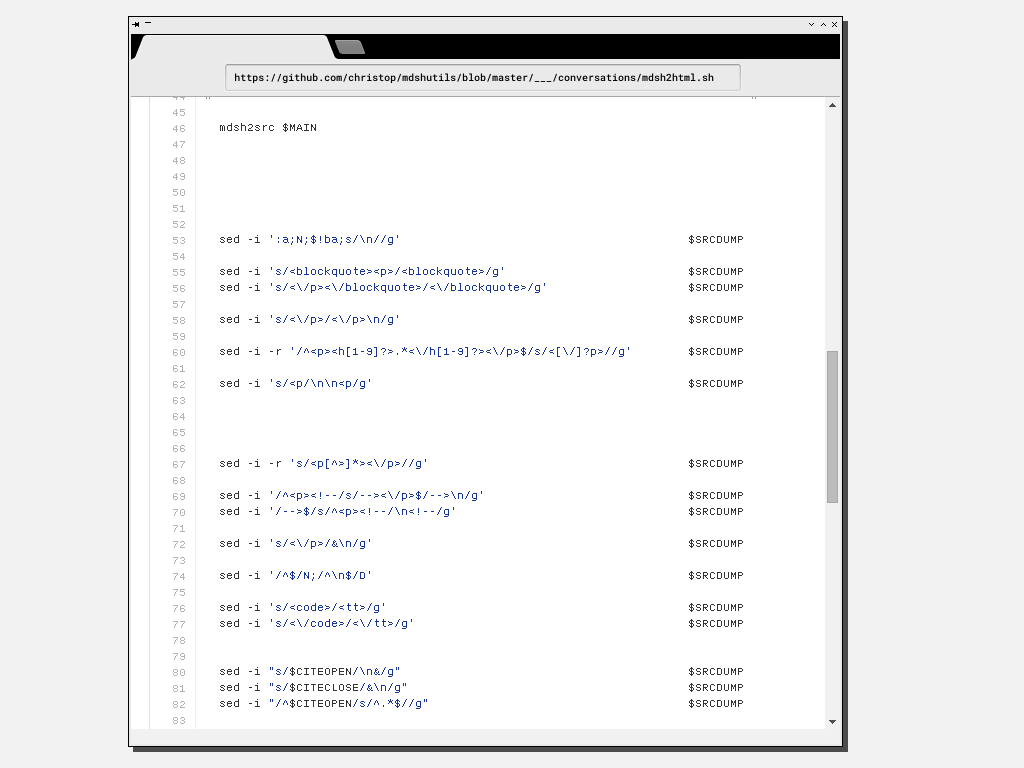 https://github.com/christop/mdshutils/blob/master/___/conversations/mdsh2html.sh
44 " "
45
46 mdsh2src $MAIN
47
48
49
50
51
52
53 sed -i ':a;N;$!ba;s/\n//g' $SRCDUMP
54
55 sed -i 's/<blockquote><p>/<blockquote>/g' $SRCDUMP
56 sed -i 's/<\/p><\/blockquote>/<\/blockquote>/g' $SRCDUMP
57
58 sed -i 's/<\/p>/<\/p>\n/g' $SRCDUMP
59
60 sed -i -r '/^<p><h[1-9]?>.*<\/h[1-9]?><\/p>$/s/<[\/]?p>//g' $SRCDUMP
61
62 sed -i 's/<p/\n\n<p/g' $SRCDUMP
63
64
65
66
67 sed -i -r 's/<p[^>]*><\/p>//g' $SRCDUMP
68
69 sed -i '/^<p><!--/s/--><\/p>$/-->\n/g' $SRCDUMP
70 sed -i '/-->$/s/^<p><!--/\n<!--/g' $SRCDUMP
71
72 sed -i 's/<\/p>/&\n/g' $SRCDUMP
73
74 sed -i '/^$/N;/^\n$/D' $SRCDUMP
75
76 sed -i 's/<code>/<tt>/g' $SRCDUMP
77 sed -i 's/<\/code>/<\/tt>/g' $SRCDUMP
78
79
80 sed -i "s/$CITEOPEN/\n&/g" $SRCDUMP
81 sed -i "s/$CITECLOSE/&\n/g" $SRCDUMP
82 sed -i "/^$CITEOPEN/s/^.*$//g" $SRCDUMP
83